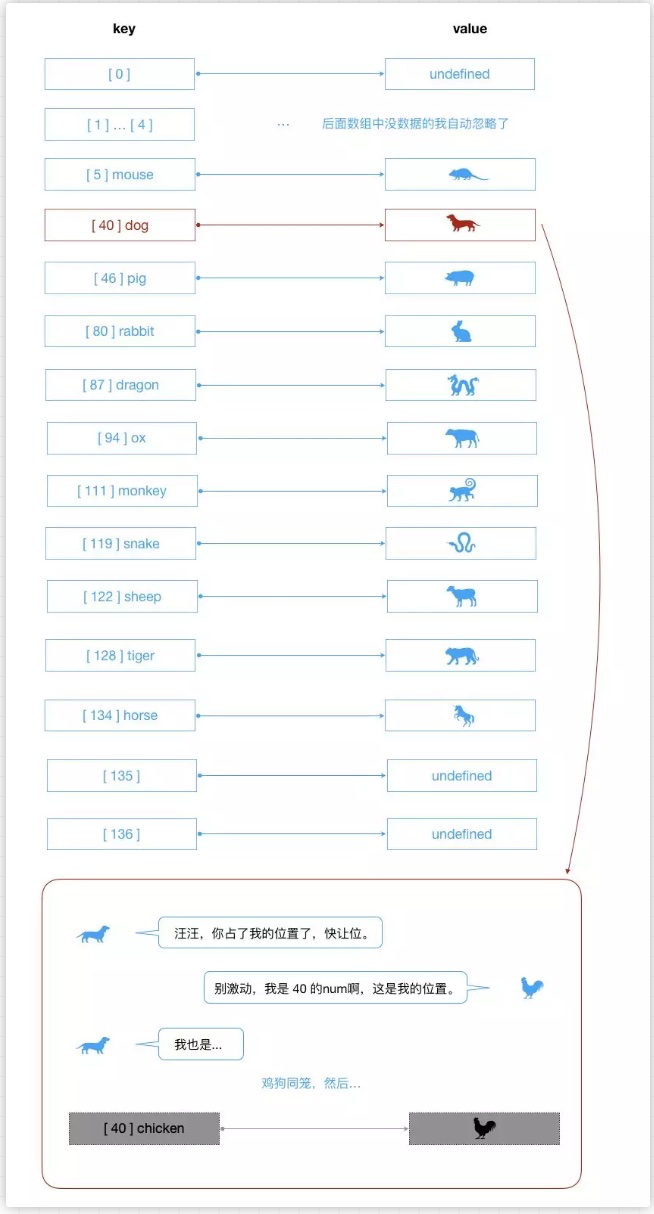 key value
[ 0 ] undefined
[ 1 ] … [ 4 ] … 后面数组中没数据的我自动忽略了
[ 5 ] mouse
[ 40 ] dog
[ 46 ] pig
[ 80 ] rabbit
[ 87 ] dragon
[ 94 ] ox
[ 111 ] monkey
[ 119 ] snake
[ 122 ] sheep
[ 128 ] tiger
[ 134 ] horse
[ 135 ] undefined
[ 136 ] undefined
汪汪，你占了我的位置了，快让位。
别激动，我是 40 的num啊，这是我的位置。
我也是...
鸡狗同笼，然后…
[ 40 ] chicken